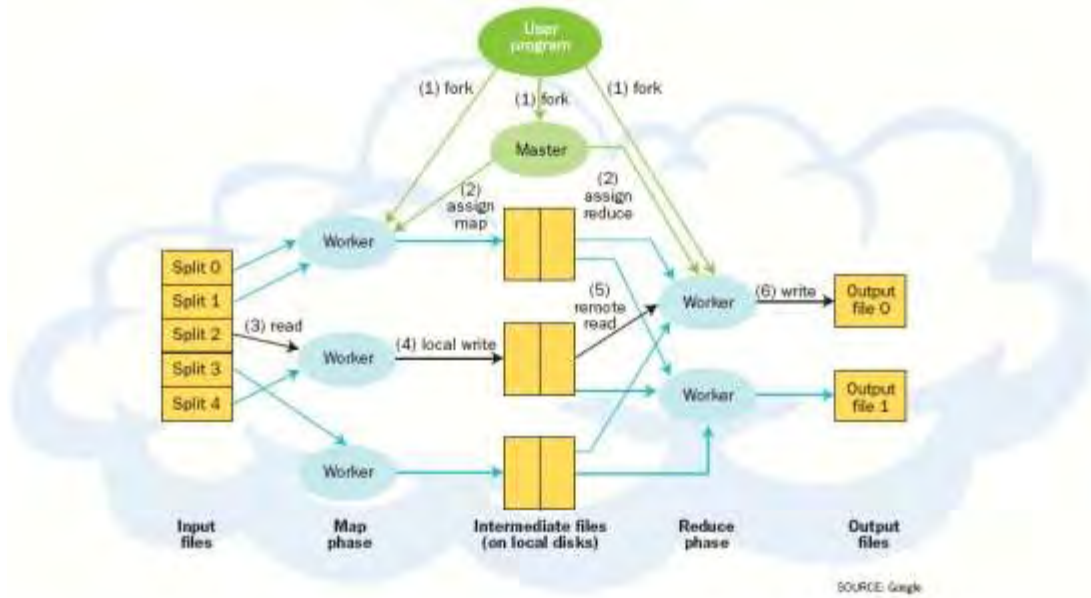 User
program
(1) fork
(1) fork
(1) fork
Master
(2)
assign
map
(2)
assign
reduce
Worker
Split 0
Split 1
Split 2
Split 3
Split 4
(3) read
Worker
(4) local write
(5)
remote
read
Worker
(6) write
Output
file 0
Worker
Output
file 1
Worker
Input
files
Map
phase
Intermediate files
(on local disks)
Reduce
phase
Output
files
SOURCE: Google